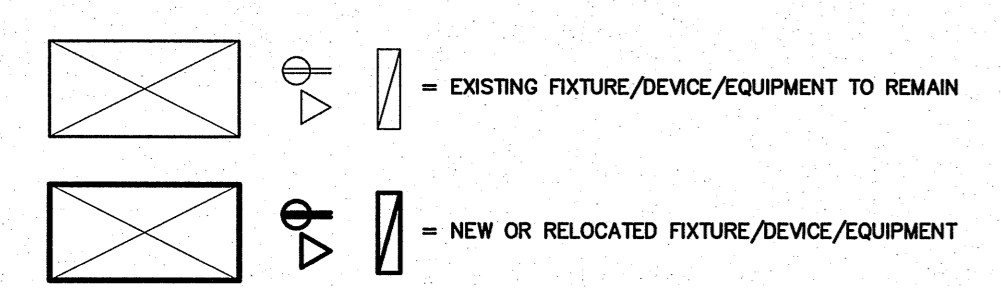 = EXISTING FIXTURE/DEVICE/EQUIPMENT TO REMAIN
= NEW OR RELOCATED FIXTURE/DEVICE/EQUIPMENT